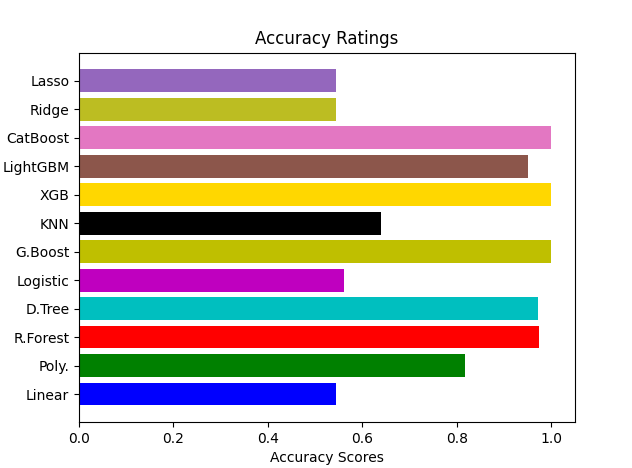 Accuracy Ratings
Lasso
Ridge
CatBoost
LightGBM
XGB
KNN
G.Boost
Logistic
D.Tree
R.Forest
Poly.
Linear
0.0 0.2 0.4 0.6 0.8 1.0
Accuracy Scores